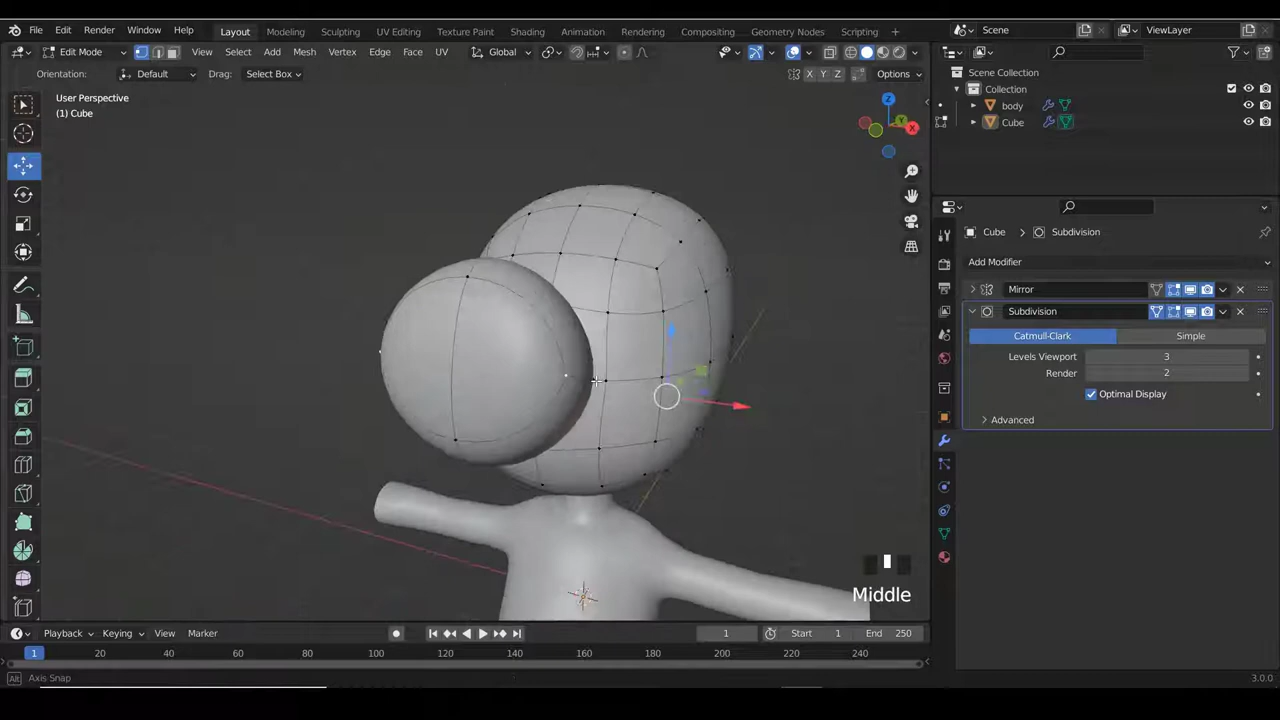 File Edit Render Window Help Layout Modeling Sculpting UV Editing Texture Paint Shading Animation Rendering Compositing Geometry Nodes Scripting + Scene ViewLayer
Edit Mode View Select Add Mesh Vertex Edge Face UV Global
Orientation: Default Drag: Select Box X Y Z Options
Scene Collection
Collection
body
Cube
User Perspective
(1) Cube
Z
Y
X
Cube Subdivision
Add Modifier
Mirror
Subdivision
Catmull-Clark Simple
Levels Viewport 3
Render 2
Optimal Display
Advanced
Middle
Playback Keying View Marker 1 Start 1 End 250
1 20 40 60 80 100 120 140 160 180 200 220 240
Alt Axis Snap 3.0.0